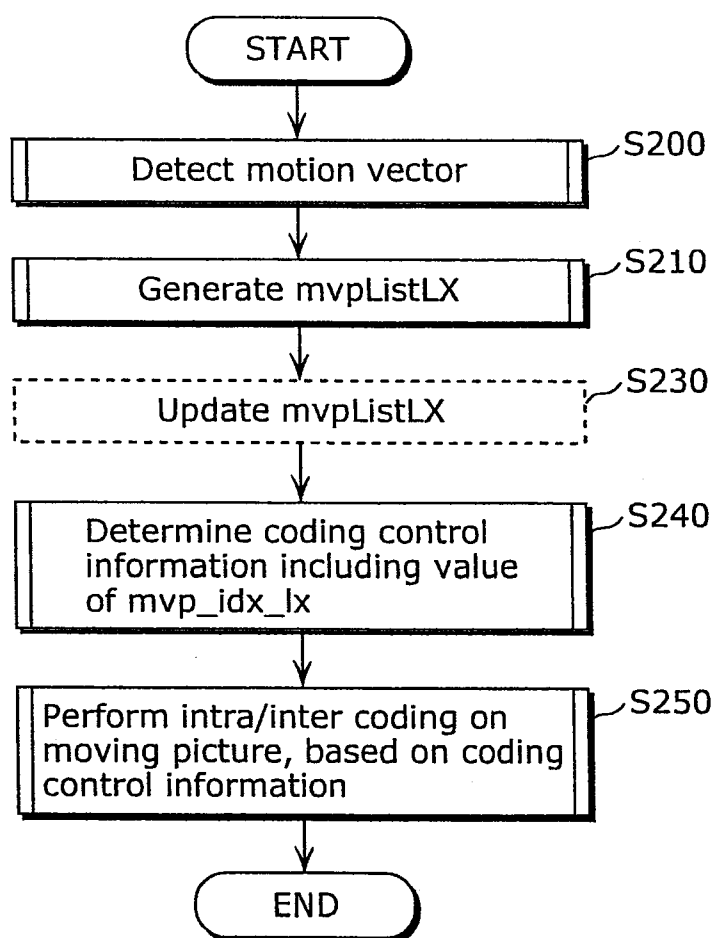 START
Detect motion vector
S200
Generate mvpListLX
S210
Update mvpListLX
S230
Determine coding control
information including value
of mvp_idx_lx
S240
Perform intra/inter coding on
moving picture, based on coding
control information
S250
END